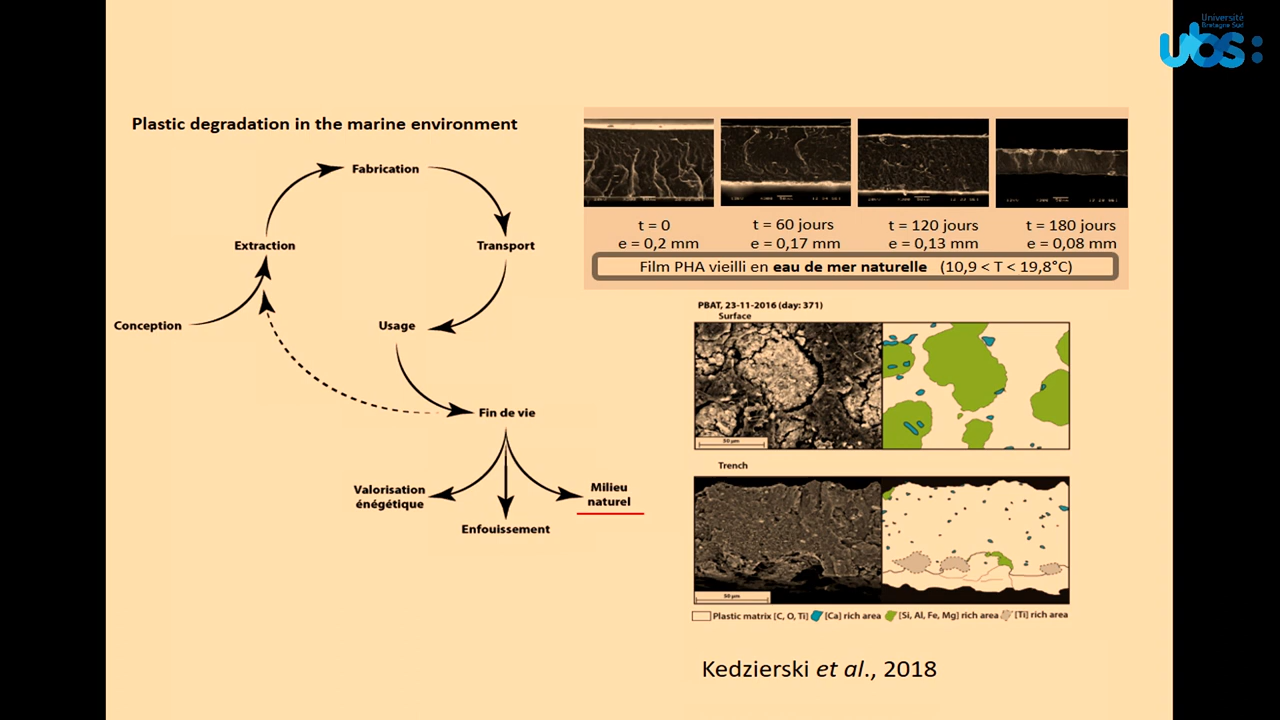 Université
Bretagne Sud
ubs:
Plastic degradation in the marine environment
Fabrication
Extraction
Transport
Conception
Usage
Fin de vie
Valorisation
énégétique
Enfouissement
Milieu
naturel
t = 0
e = 0,2 mm
t = 60 jours
e = 0,17 mm
t = 120 jours
e = 0,13 mm
t = 180 jours
e = 0,08 mm
Film PHA vieilli en eau de mer naturelle (10,9 < T < 19,8°C)
PBAT, 23-11-2016 (day: 371)
Surface
50 µm
Trench
50 µm
Plastic matrix [C, O, Ti] [Ca] rich area [Si, Al, Fe, Mg] rich area [Ti] rich area
Kedzierski et al., 2018